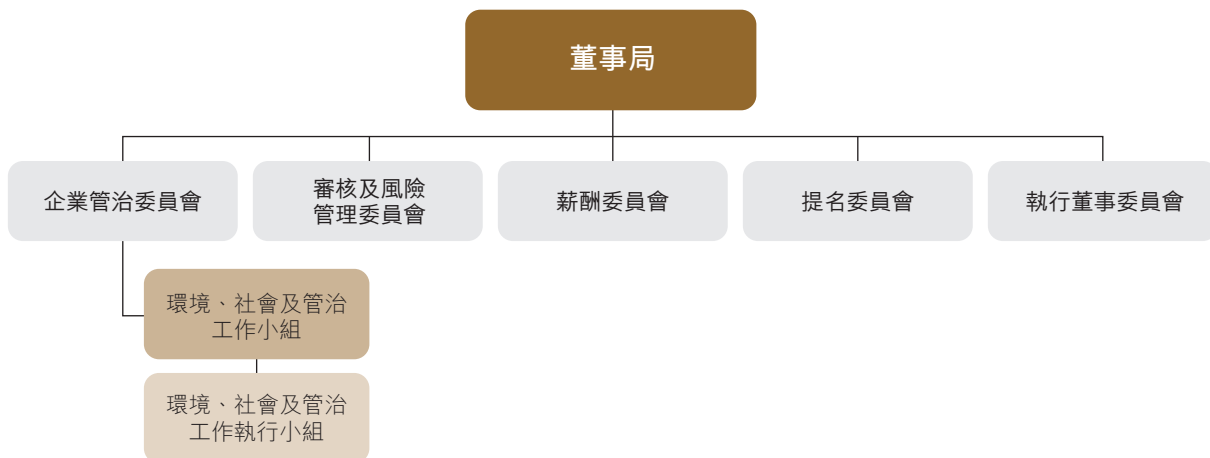 董事局
企業管治委員會
審核及風險
管理委員會
薪酬委員會
提名委員會
執行董事委員會
環境、社會及管治
工作小組
環境、社會及管治
工作執行小組